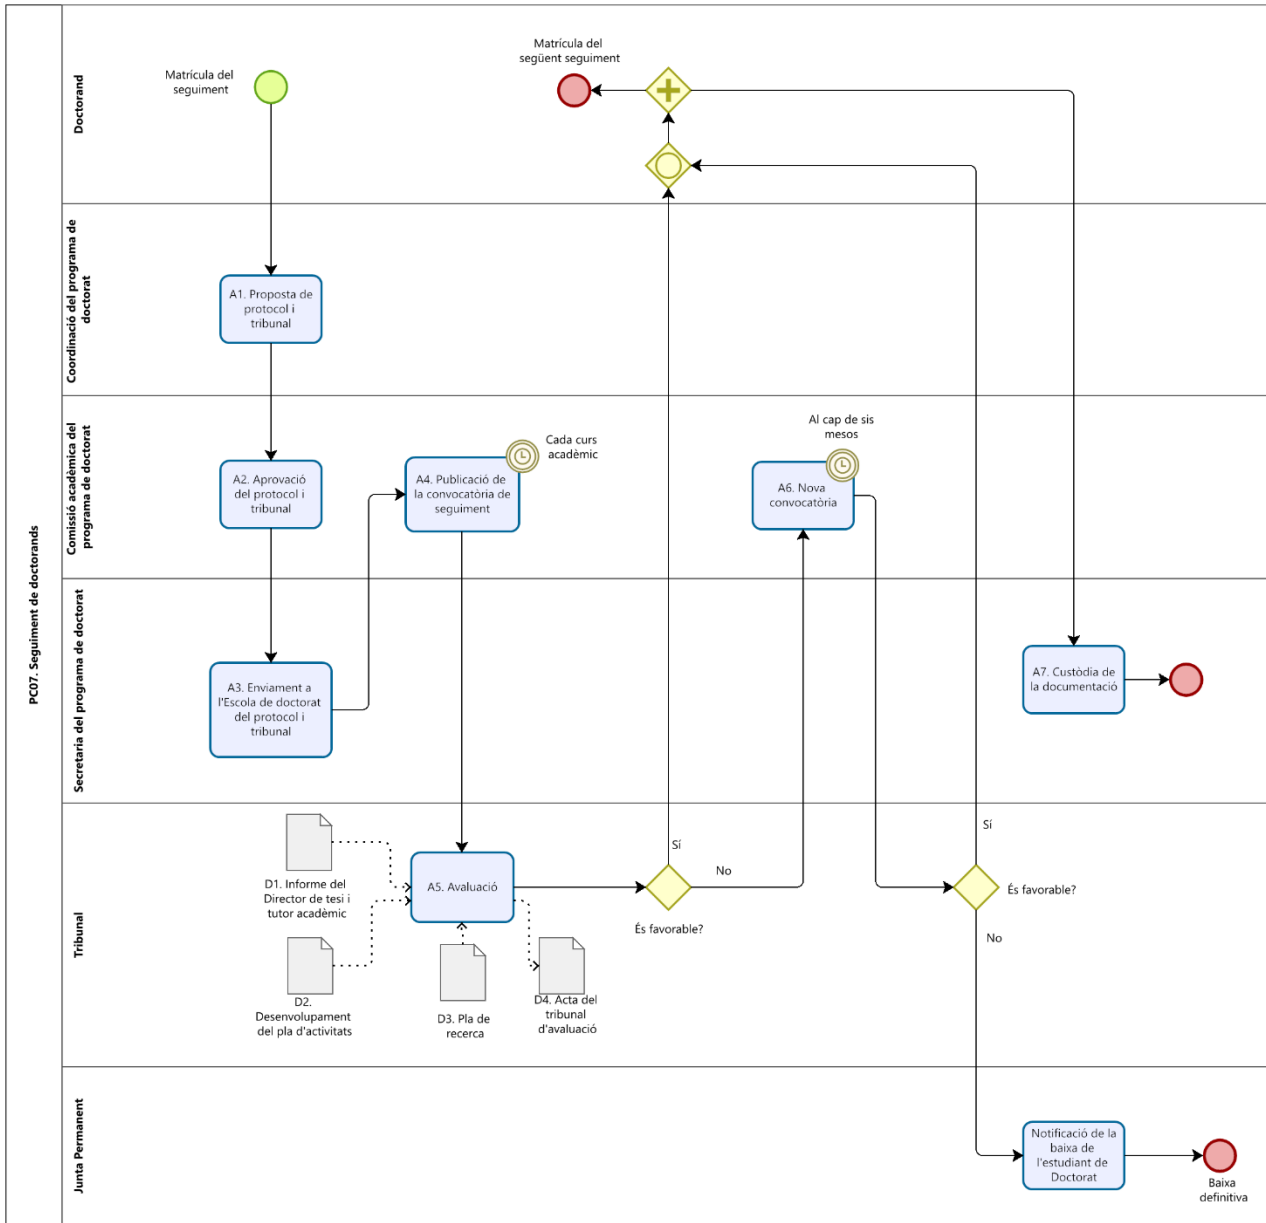 PC07. Seguiment de doctorands
Doctorand
Matrícula del
seguiment
Matrícula del
següent seguiment
Coordinació del programa de
doctorat
A1. Proposta de
protocol i
tribunal
Comissió acadèmica del
programa de doctorat
A2. Aprovació
del protocol i
tribunal
A4. Publicació de
la convocatòria de
seguiment
Cada curs
acadèmic
Al cap de sis
mesos
A6. Nova
convocatòria
Secretaria del programa de doctorat
A3. Enviament a
l'Escola de doctorat
del protocol i
tribunal
A7. Custòdia de
la documentació
Tribunal
D1. Informe del
Director de tesi i
tutor acadèmic
D2.
Desenvolupament
del pla d'activitats
A5. Avaluació
D3. Pla de
recerca
D4. Acta del
tribunal
d'avaluació
Sí
No
És favorable?
Sí
És favorable?
No
Junta Permanent
Notificació de la
baixa de
l'estudiant de
Doctorat
Baixa
definitiva